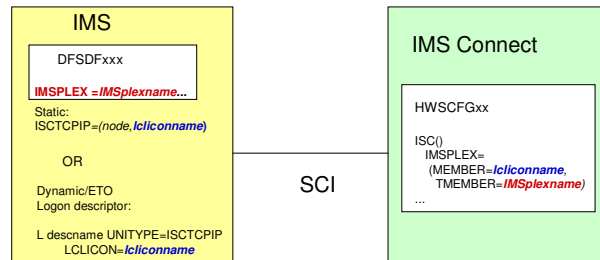 IMS
DFSDFxxx
IMSPLEX =IMSplexname...
Static:
ISCTCPIP=(node,lcliconname)
OR
Dynamic/ETO
Logon descriptor:
L descname UNITYPE=ISCTCPIP
LCLICON=lcliconname
SCI
IMS Connect
HWSCFGxx
ISC()
IMSPLEX=
(MEMBER=lcliconname,
TMEMBER=IMSplexname)
...